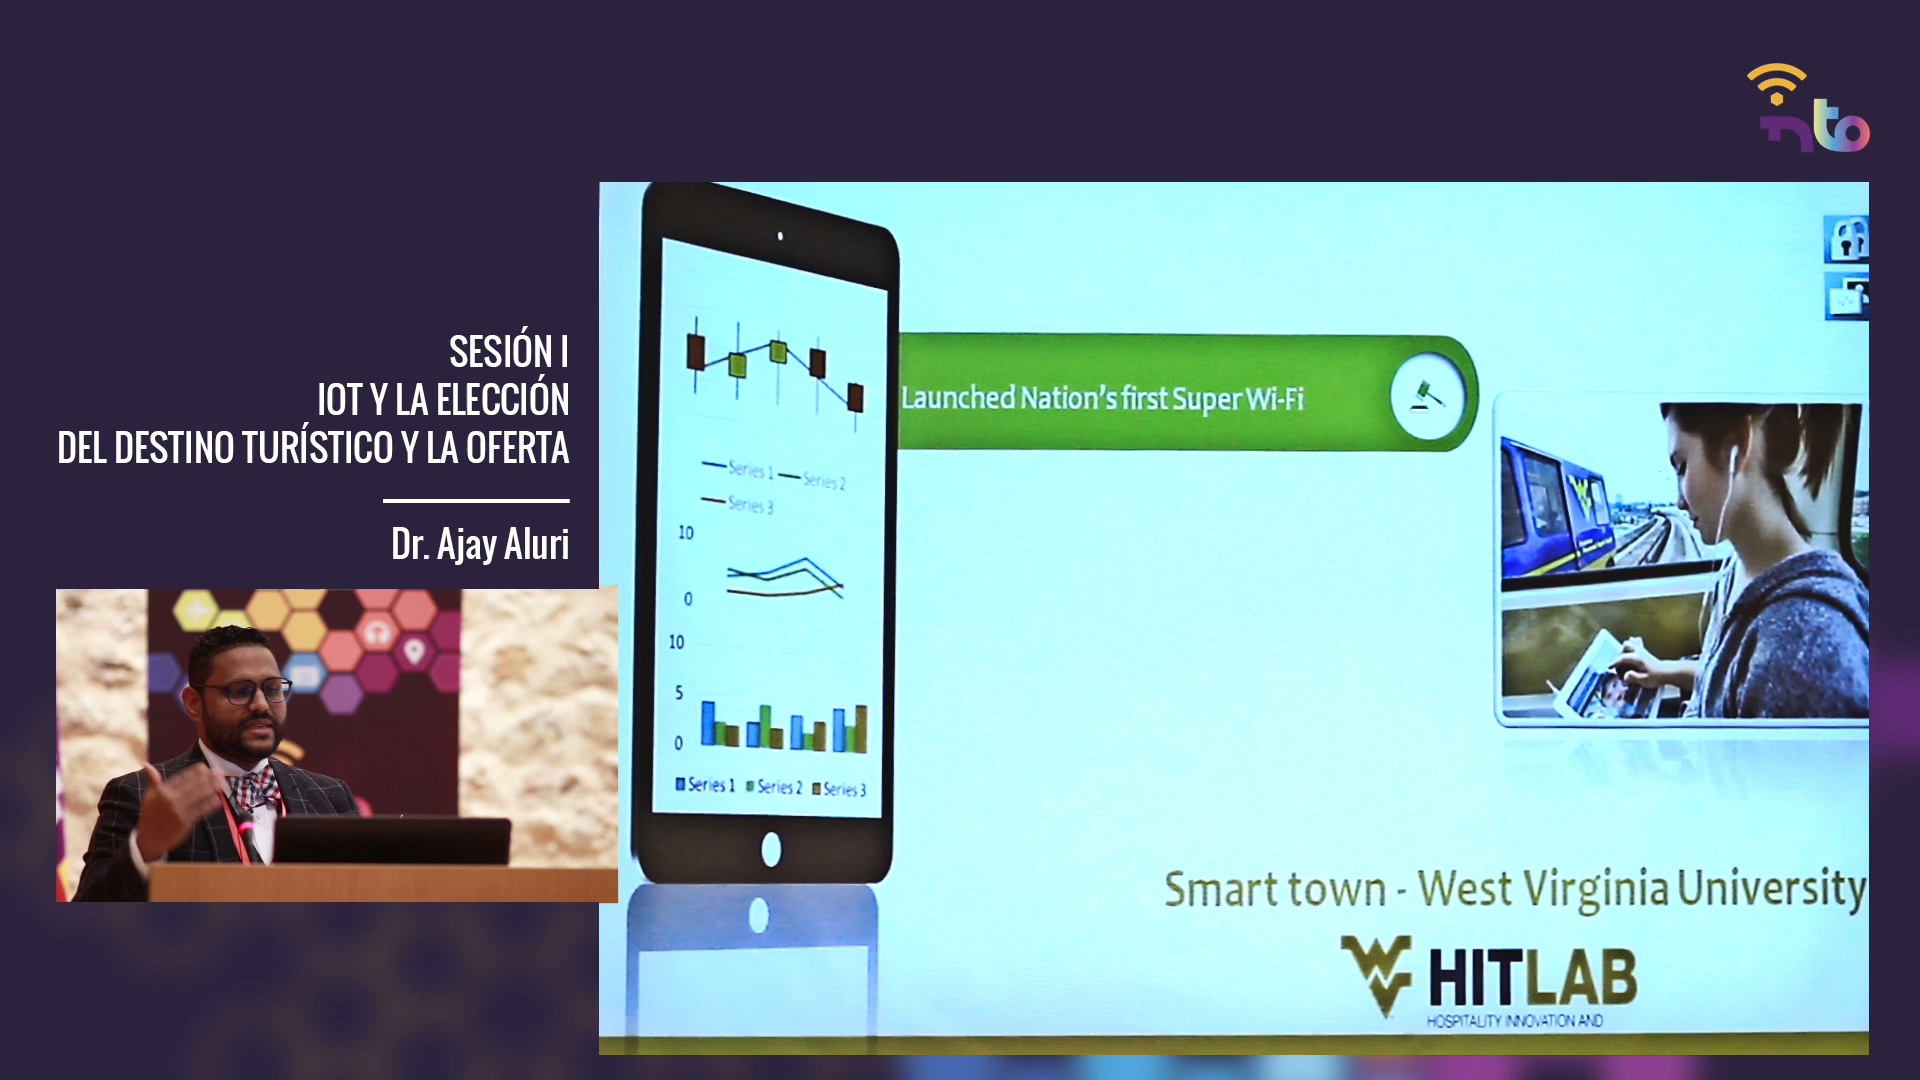 nto
SESIÓN I
IOT Y LA ELECCIÓN
DEL DESTINO TURÍSTICO Y LA OFERTA
Dr. Ajay Aluri
Launched Nation's first Super Wi-Fi
Series 1 Series 2
Series 3
10
0
10
5
0
Series 1 Series 2 Series 3
Smart town - West Virginia University
WV HITLAB
HOSPITALITY INNOVATION AND